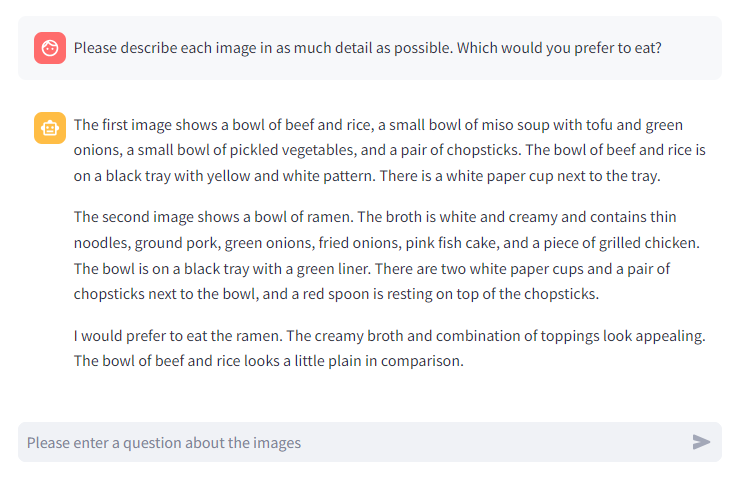 Please describe each image in as much detail as possible. Which would you prefer to eat?
The first image shows a bowl of beef and rice, a small bowl of miso soup with tofu and green
onions, a small bowl of pickled vegetables, and a pair of chopsticks. The bowl of beef and rice is
on a black tray with yellow and white pattern. There is a white paper cup next to the tray.
The second image shows a bowl of ramen. The broth is white and creamy and contains thin
noodles, ground pork, green onions, fried onions, pink fish cake, and a piece of grilled chicken.
The bowl is on a black tray with a green liner. There are two white paper cups and a pair of
chopsticks next to the bowl, and a red spoon is resting on top of the chopsticks.
I would prefer to eat the ramen. The creamy broth and combination of toppings look appealing.
The bowl of beef and rice looks a little plain in comparison.
Please enter a question about the images